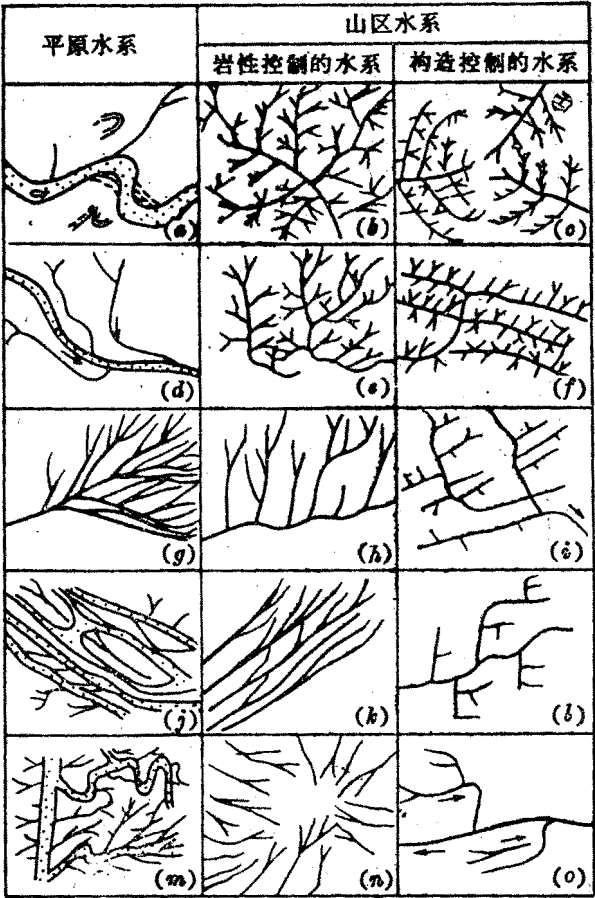 平原水系
山区水系
岩性控制的水系
构造控制的水系
(a)
(b)
(c)
(d)
(e)
(f)
(g)
(h)
(i)
(j)
(k)
(l)
(m)
(n)
(o)